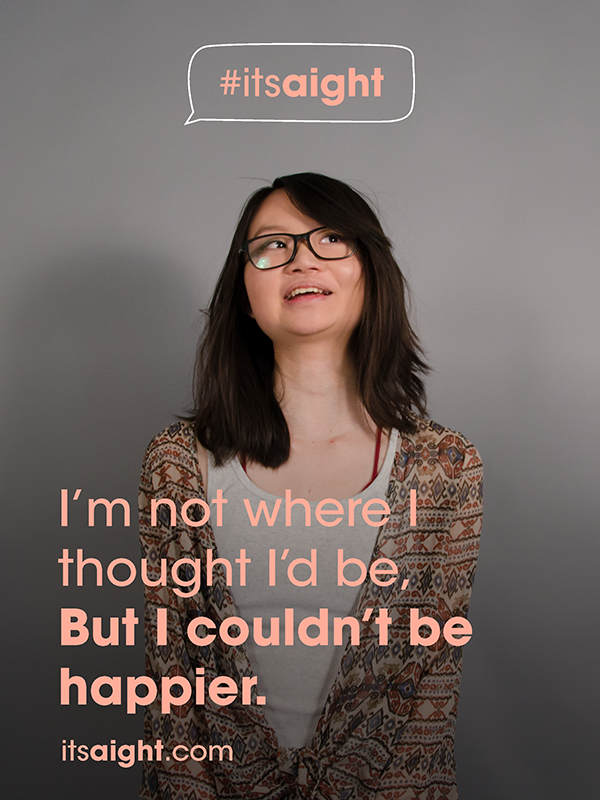 #itsaight
I'm not where I
thought I'd be,
But I couldn't be
happier.
itsaight.com